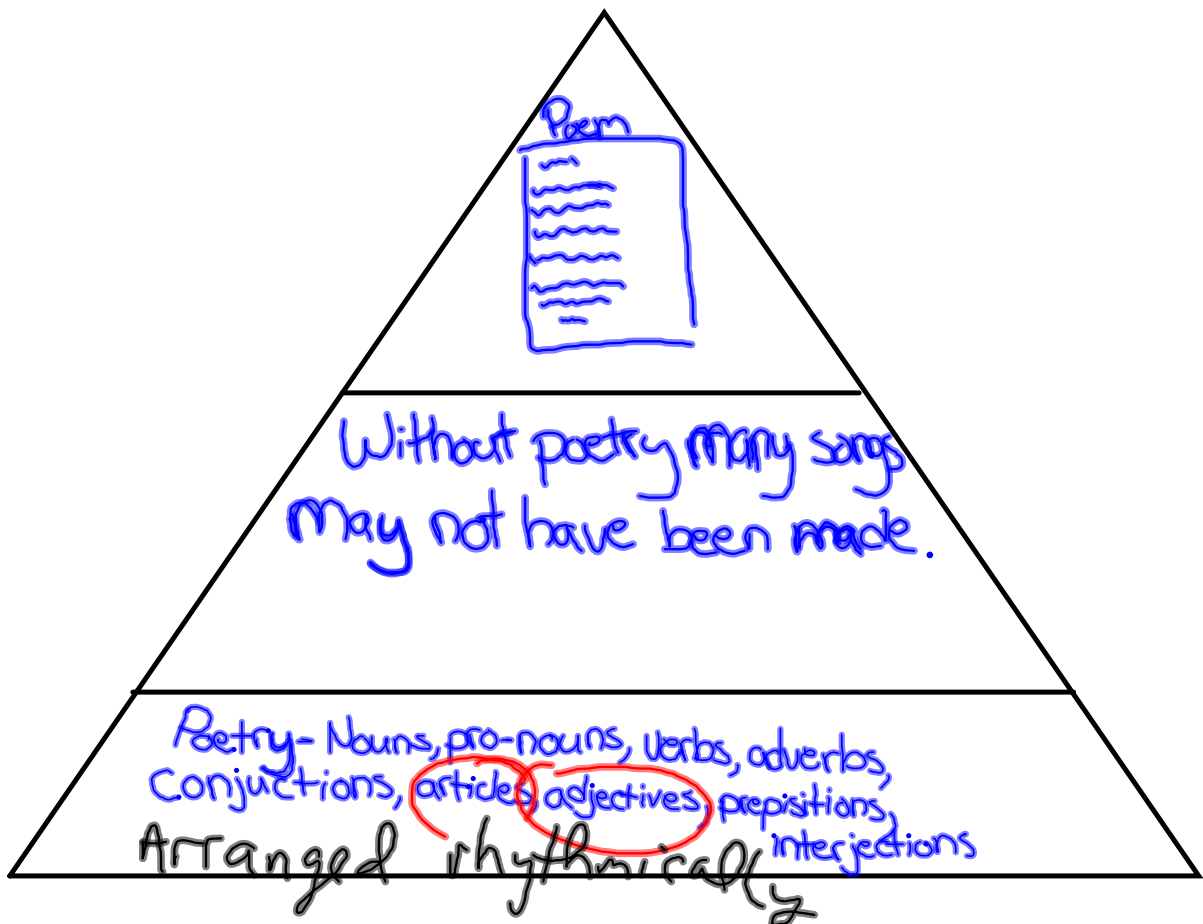 Poem
Without poetry many songs
may not have been made.
Poetry- Nouns, pro-nouns, verbs, adverbs,
Conjuctions, articles, adjectives, prepisitions,
interjections
Arranged rhythmically